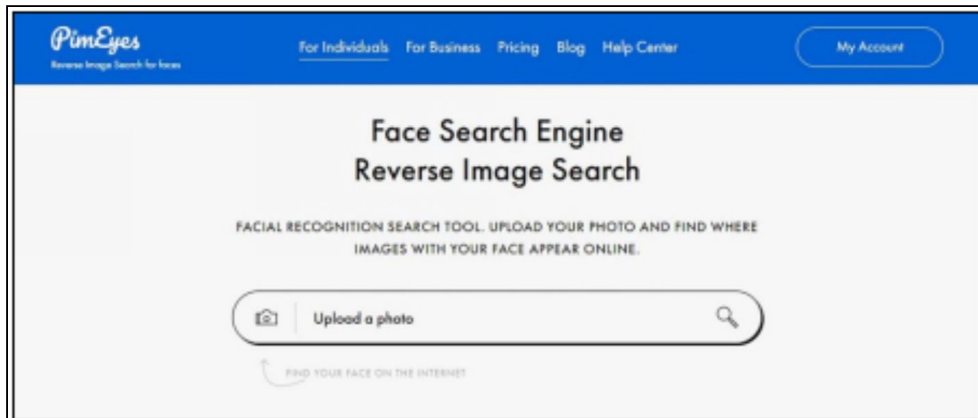 PimEyes
Reverse Image Search for faces
For Individuals For Business Pricing Blog Help Center
My Account
Face Search Engine
Reverse Image Search
FACIAL RECOGNITION SEARCH TOOL. UPLOAD YOUR PHOTO AND FIND WHERE
IMAGES WITH YOUR FACE APPEAR ONLINE.
Upload a photo
FIND YOUR FACE ON THE INTERNET